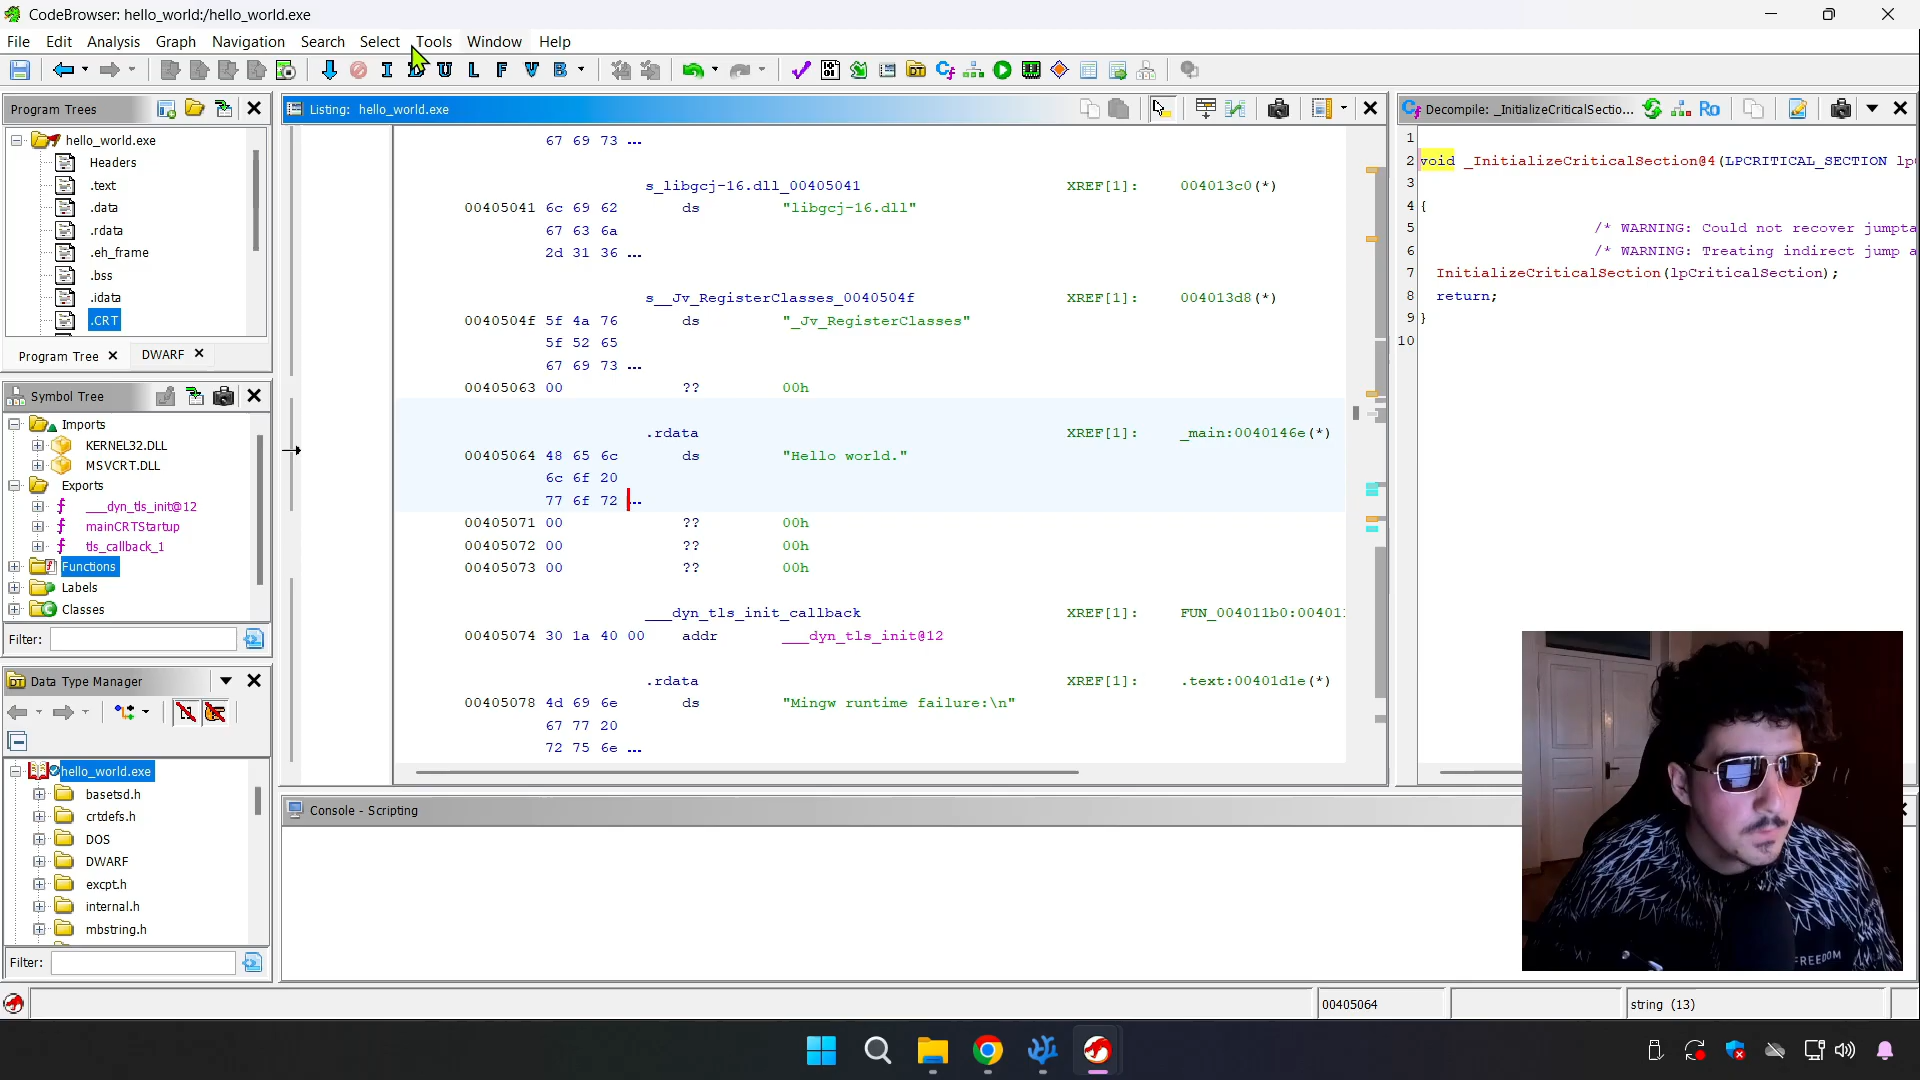 CodeBrowser: hello_world:/hello_world.exe
File Edit Analysis Graph Navigation Search Select Tools Window Help
I D U L F V B
Program Trees
hello_world.exe
Headers
.text
.data
.rdata
.eh_frame
.bss
.idata
.CRT
Program Tree
DWARF
Symbol Tree
Imports
KERNEL32.DLL
MSVCRT.DLL
Exports
___dyn_tls_init@12
mainCRTStartup
tls_callback_1
Functions
Labels
Classes
Filter:
Data Type Manager
hello_world.exe
basetsd.h
crtdefs.h
DOS
DWARF
excpt.h
internal.h
mbstring.h
Filter:
Listing: hello_world.exe
67 69 73 ...
s_libgcj-16.dll_00405041 XREF[1]: 004013c0(*)
00405041 6c 69 62 ds "libgcj-16.dll"
67 63 6a
2d 31 36 ...
s__Jv_RegisterClasses_0040504f XREF[1]: 004013d8(*)
0040504f 5f 4a 76 ds "_Jv_RegisterClasses"
5f 52 65
67 69 73 ...
00405063 00 ?? 00h
.rdata XREF[1]: _main:0040146e(*)
00405064 48 65 6c ds "Hello world."
6c 6f 20
77 6f 72 ...
00405071 00 ?? 00h
00405072 00 ?? 00h
00405073 00 ?? 00h
___dyn_tls_init_callback XREF[1]: FUN_004011b0:00401
00405074 30 1a 40 00 addr ___dyn_tls_init@12
.rdata XREF[1]: .text:00401d1e(*)
00405078 4d 69 6e ds "Mingw runtime failure:\n"
67 77 20
72 75 6e ...
Decompile: _InitializeCriticalSectio...
Ro
1
2 void _InitializeCriticalSection@4(LPCRITICAL_SECTION lp
3
4 {
5 /* WARNING: Could not recover jumpta
6 /* WARNING: Treating indirect jump a
7 InitializeCriticalSection(lpCriticalSection);
8 return;
9 }
10
Console - Scripting
FREEDOM
00405064
string (13)